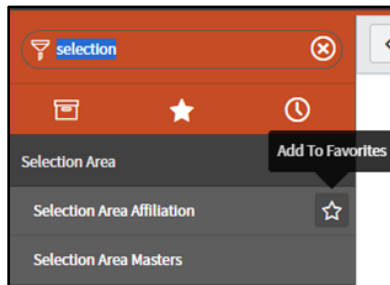 selection
Selection Area
Add To Favorites
Selection Area Affiliation
Selection Area Masters